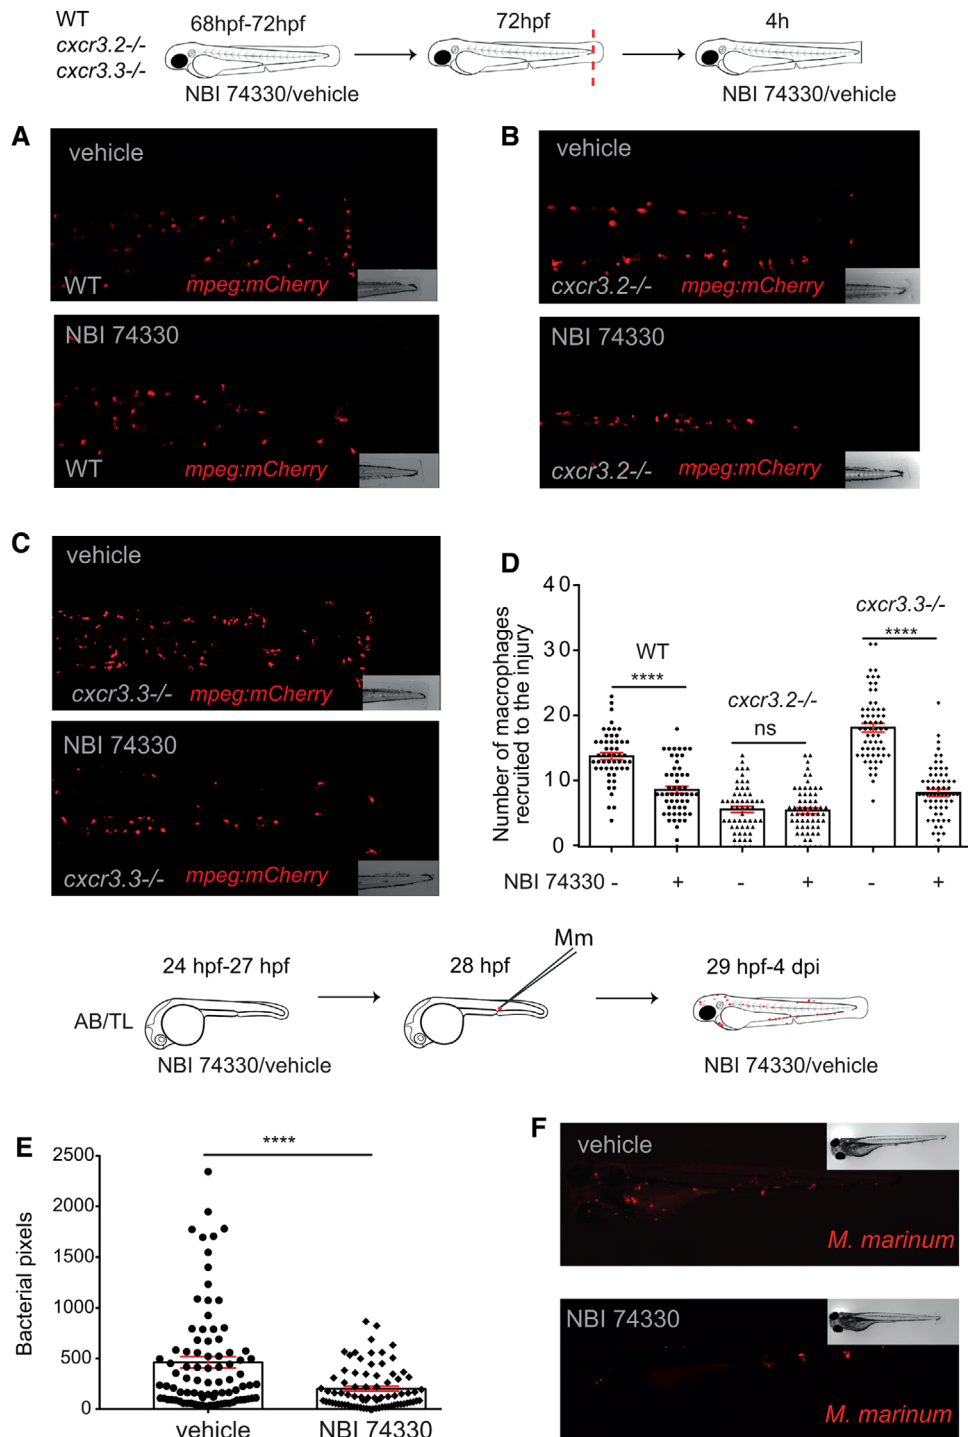 WT
cxcr3.2-/-
cxcr3.3-/-
68hpf-72hpf
72hpf
4h
NBI 74330/vehicle
NBI 74330/vehicle
A
vehicle
WT
mpeg:mCherry
NBI 74330
WT
mpeg:mCherry
B
vehicle
cxcr3.2-/-
mpeg:mCherry
NBI 74330
cxcr3.2-/-
mpeg:mCherry
C
vehicle
cxcr3.3-/-
mpeg:mCherry
NBI 74330
cxcr3.3-/-
mpeg:mCherry
D
Number of macrophages
recruited to the injury
40
30
20
10
0
WT
****
cxcr3.2-/-
ns
cxcr3.3-/-
****
NBI 74330 - + - + - +
24 hpf-27 hpf
28 hpf
Mm
29 hpf-4 dpi
AB/TL
NBI 74330/vehicle
NBI 74330/vehicle
E
****
Bacterial pixels
2500
2000
1500
1000
500
0
vehicle
NBI 74330
F
vehicle
M. marinum
NBI 74330
M. marinum